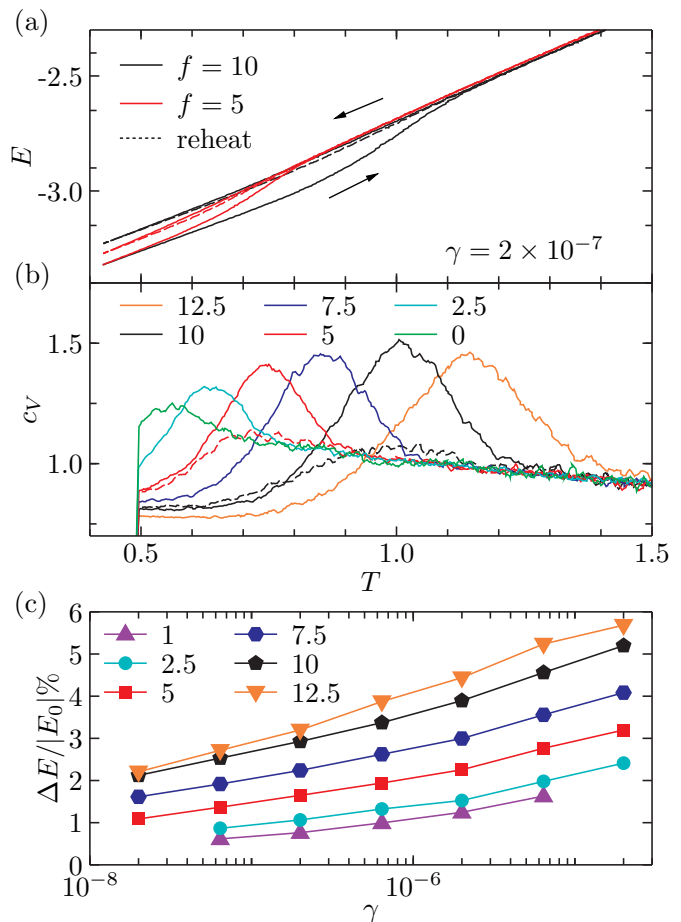 (a)
-2.5
-3.0
E
f = 10
f = 5
reheat
γ = 2 × 10⁻⁷
(b)
12.5 7.5 2.5
10 5 0
1.5
1.0
c_V
0.5 1.0 1.5
T
(c)
6
5
4
3
2
1
0
ΔE/|E₀|%
1 7.5
2.5 10
5 12.5
10⁻⁸ 10⁻⁶
γ